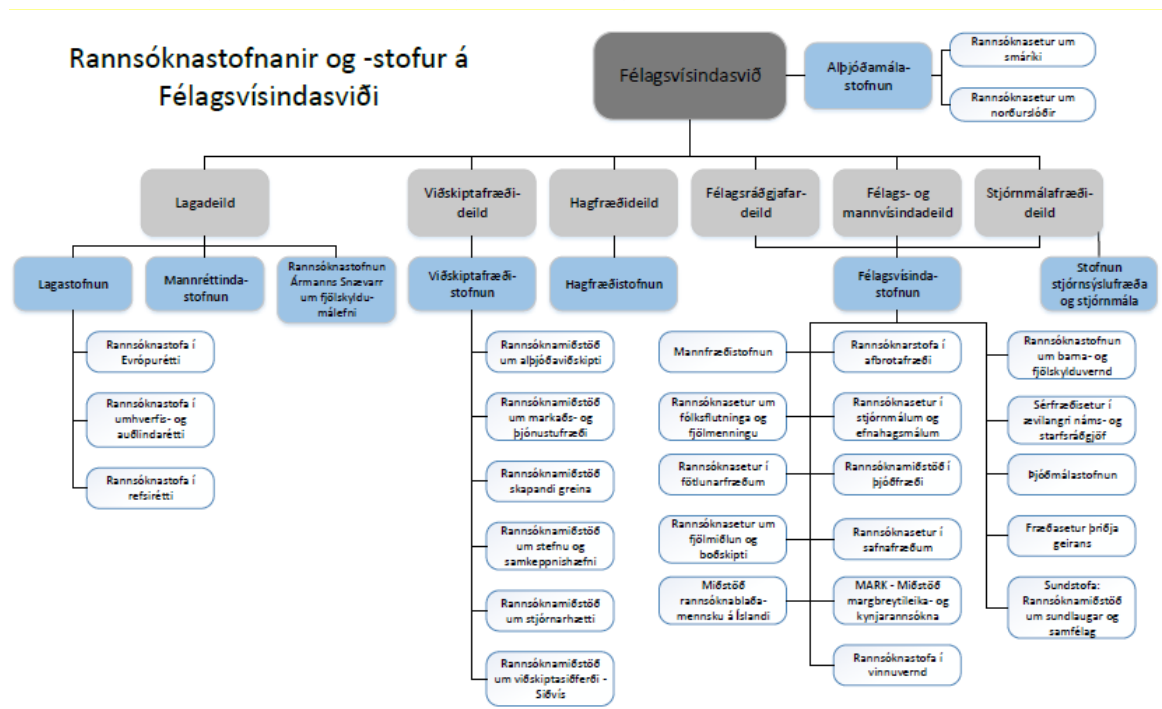 Rannsóknastofnanir og -stofur á
Félagsvísindasviði
Félagsvísindasvið
Alþjóðamála-
stofnun
Rannsóknasetur um
smáríki
Rannsóknasetur um
norðurslóðir
Lagadeild
Viðskiptafræði-
deild
Hagfræðideild
Félagsráðgjafar-
deild
Félags- og
mannvísindadeild
Stjórnmálafræði-
deild
Lagastofnun
Mannréttinda-
stofnun
Rannsóknastofnun
Ármanns Snævarr
um fjölskyldu-
málefni
Viðskiptafræði-
stofnun
Hagfræðistofnun
Félagsvísinda-
stofnun
Stofnun
stjórnsýslufræða
og stjórnmála
Rannsóknastofa í
Evrópurétti
Rannsóknastofa í
umhverfis- og
auðlindarétti
Rannsóknastofa í
refsirétti
Rannsóknamiðstöð
um alþjóðaviðskipti
Rannsóknamiðstöð
um markaðs- og
þjónustufræði
Rannsóknamiðstöð
skapandi greina
Rannsóknamiðstöð
um stefnu og
samkeppnishæfni
Rannsóknamiðstöð
um stjórnarhætti
Rannsóknamiðstöð
um viðskiptasiðferði -
Siðvís
Mannfræðistofnun
Rannsóknasetur um
fólksflutninga og
fjölmenningu
Rannsóknasetur í
fötlunarfræðum
Rannsóknasetur um
fjölmiðlun og
boðskipti
Miðstöð
rannsóknablaða-
mennsku á Íslandi
Rannsóknarstofa í
afbrotafræði
Rannsóknasetur í
stjórnmálum og
efnahagsmálum
Rannsóknamiðstöð í
þjóðfræði
Rannsóknasetur í
safnafræðum
MARK - Miðstöð
margbreytileika- og
kynjarannsókna
Rannsóknastofa í
vinnuvernd
Rannsóknastofnun
um barna- og
fjölskylduvernd
Sérfræðisetur í
ævilangri náms- og
starfsráðgjöf
Þjóðmálastofnun
Fræðasetur þriðja
geirans
Sundstofa:
Rannsóknamiðstöð
um sundlaugar og
samfélag